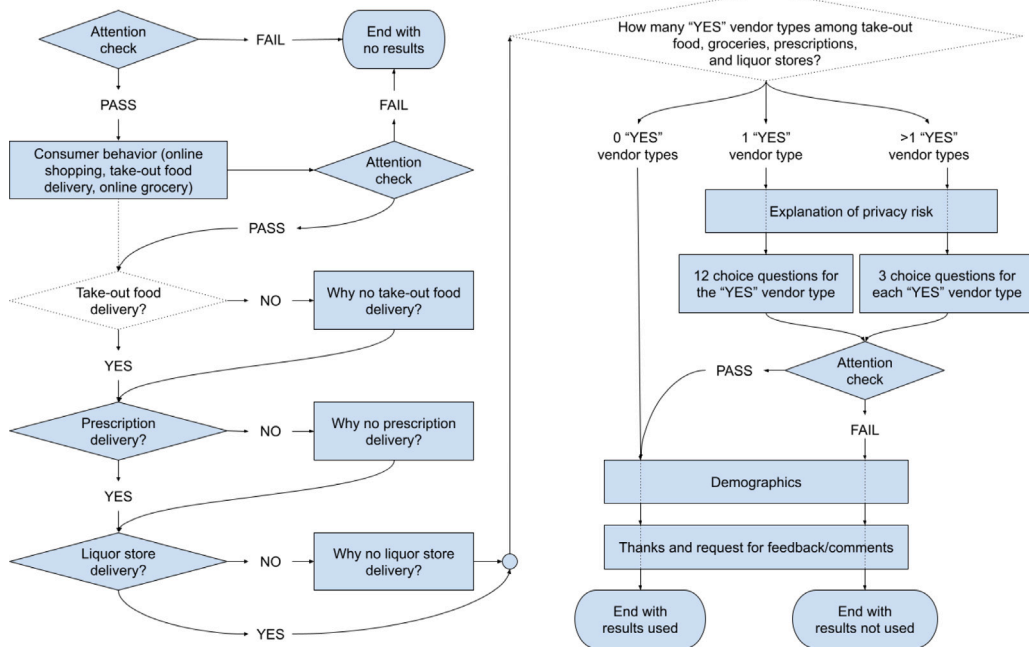 Attention
check
FAIL
End with
no results
PASS
FAIL
Consumer behavior (online
shopping, take-out food
delivery, online grocery)
Attention
check
PASS
Take-out food
delivery?
NO
Why no take-out food
delivery?
YES
Prescription
delivery?
NO
Why no prescription
delivery?
YES
Liquor store
delivery?
NO
Why no liquor store
delivery?
YES
How many “YES” vendor types among take-out
food, groceries, prescriptions,
and liquor stores?
0 “YES”
vendor types
1 “YES”
vendor type
>1 “YES”
vendor types
Explanation of privacy risk
12 choice questions for
the “YES” vendor type
3 choice questions for
each “YES” vendor type
Attention
check
PASS
FAIL
Demographics
Thanks and request for feedback/comments
End with
results used
End with
results not used